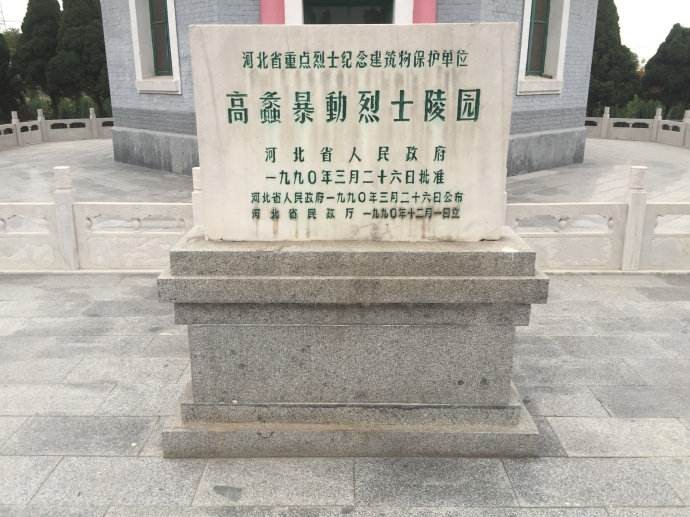 河北省重点烈士纪念建筑物保护单位
高蠡暴動烈士陵园
河北省人民政府
一九九〇年三月二十六日批准
河北省人民政府一九九〇年三月二十六日公布
河北省民政厅 一九九〇年十二月一日立